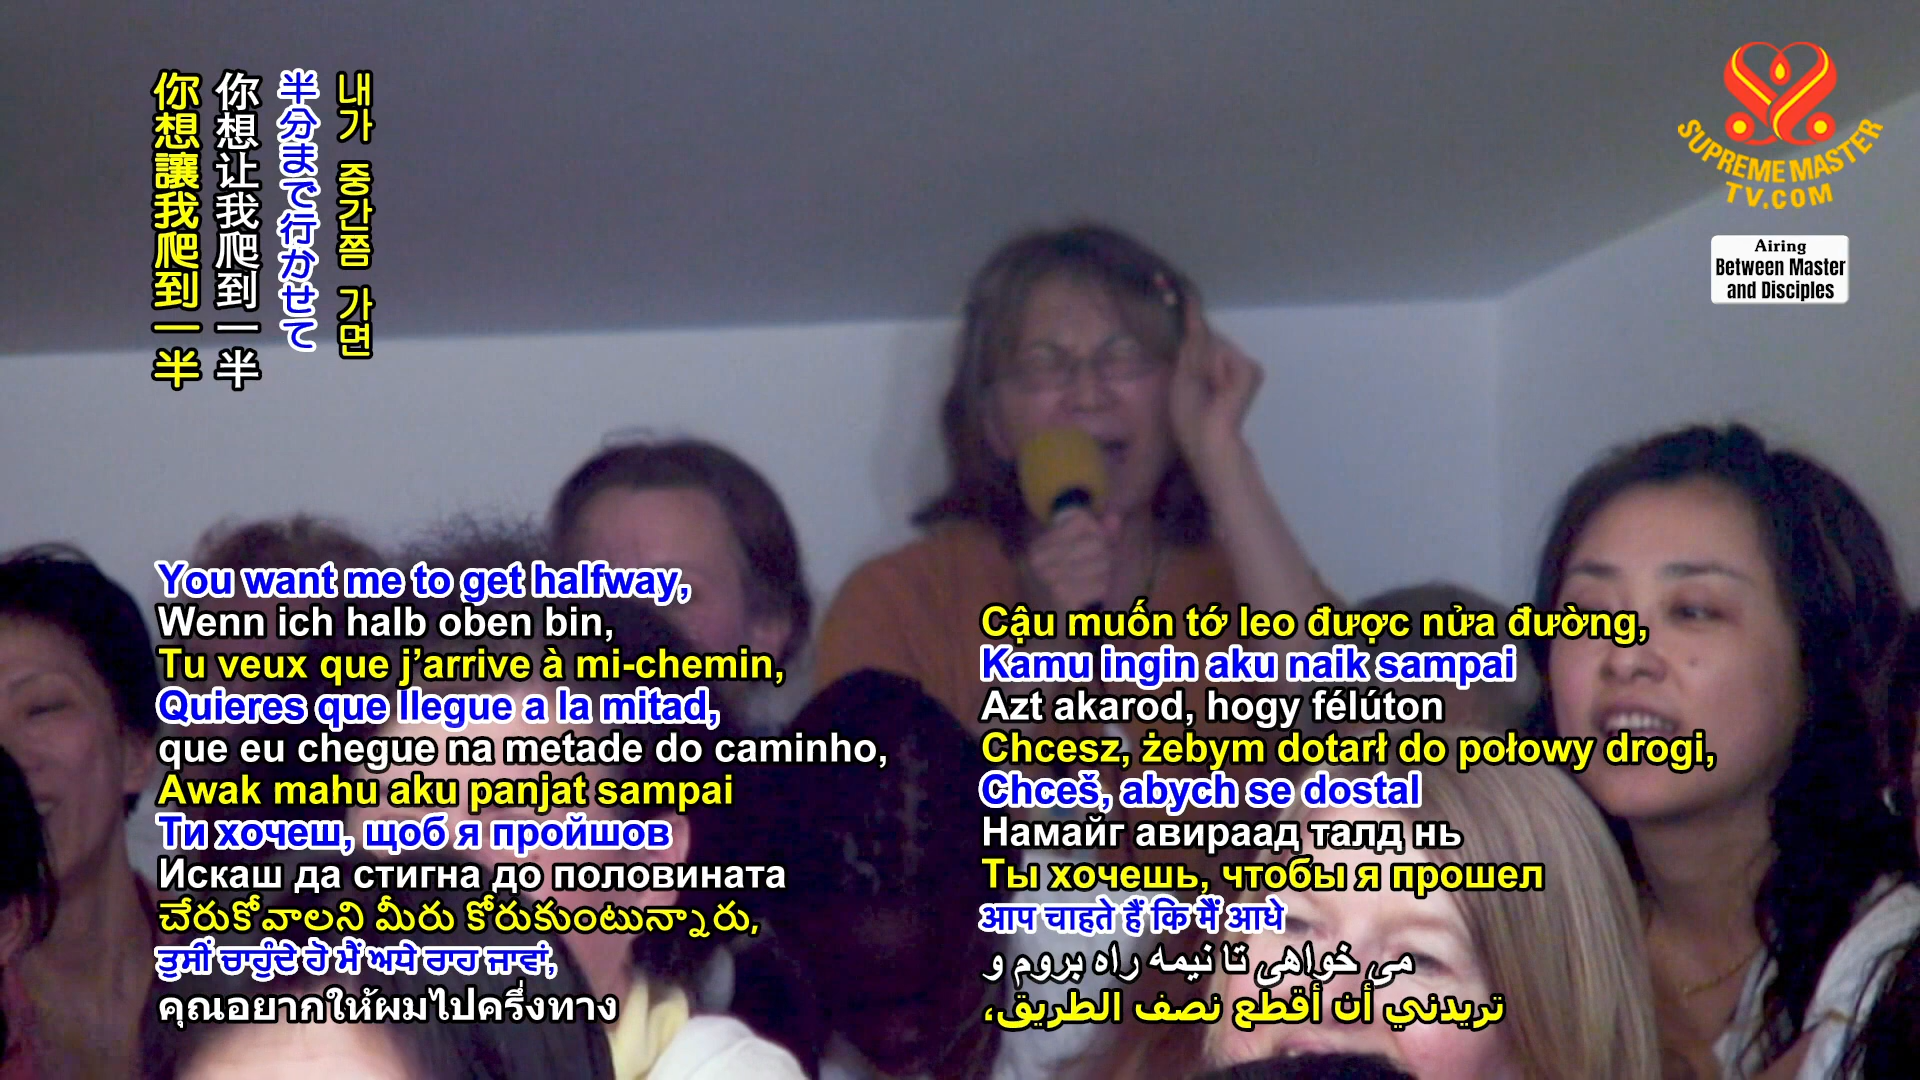 你想讓我爬到一半
你想让我爬到一半
半分まで行かせて
내가 중간쯤 가면
SUPREME MASTER
TV.COM
Airing
Between Master
and Disciples
You want me to get halfway,
Wenn ich halb oben bin,
Tu veux que j’arrive à mi-chemin,
Quieres que llegue a la mitad,
que eu chegue na metade do caminho,
Awak mahu aku panjat sampai
Ти хочеш, щоб я пройшов
Искаш да стигна до половината
చేరుకోవాలని మీరు కోరుకుంటున్నారు,
ਤੁਸੀਂ ਚਾਹੁੰਦੇ ਹੋ ਮੈਂ ਅਧੇ ਰਾਹ ਜਾਵਾਂ,
คุณอยากให้ผมไปครึ่งทาง
Cậu muốn tớ leo được nửa đường,
Kamu ingin aku naik sampai
Azt akarod, hogy félúton
Chcesz, żebym dotarł do połowy drogi,
Chceš, abych se dostal
Намайг авираад талд нь
Ты хочешь, чтобы я прошел
आप चाहते हैं कि मैं आधे
می خواهی تا نیمه راه بروم و
تريدني أن أقطع نصف الطريق،